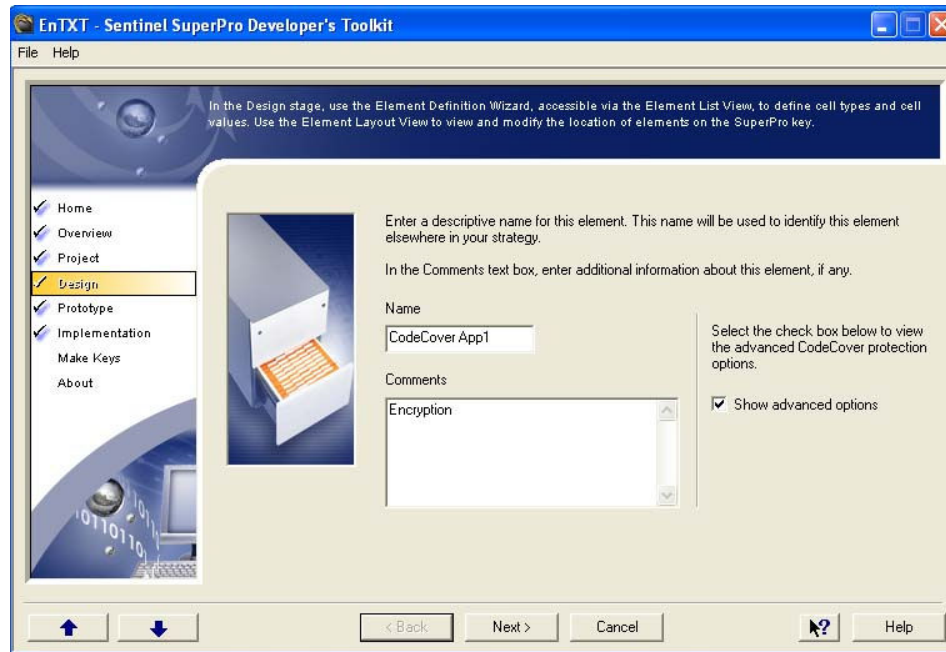 EnTXT - Sentinel SuperPro Developer's Toolkit
File Help
In the Design stage, use the Element Definition Wizard, accessible via the Element List View, to define cell types and cell
values. Use the Element Layout View to view and modify the location of elements on the SuperPro key.
Home
Overview
Project
Design
Prototype
Implementation
Make Keys
About
Enter a descriptive name for this element. This name will be used to identify this element
elsewhere in your strategy.
In the Comments text box, enter additional information about this element, if any.
Name
CodeCover App1
Comments
Encryption
Select the check box below to view
the advanced CodeCover protection
options.
Show advanced options
< Back
Next >
Cancel
?
Help